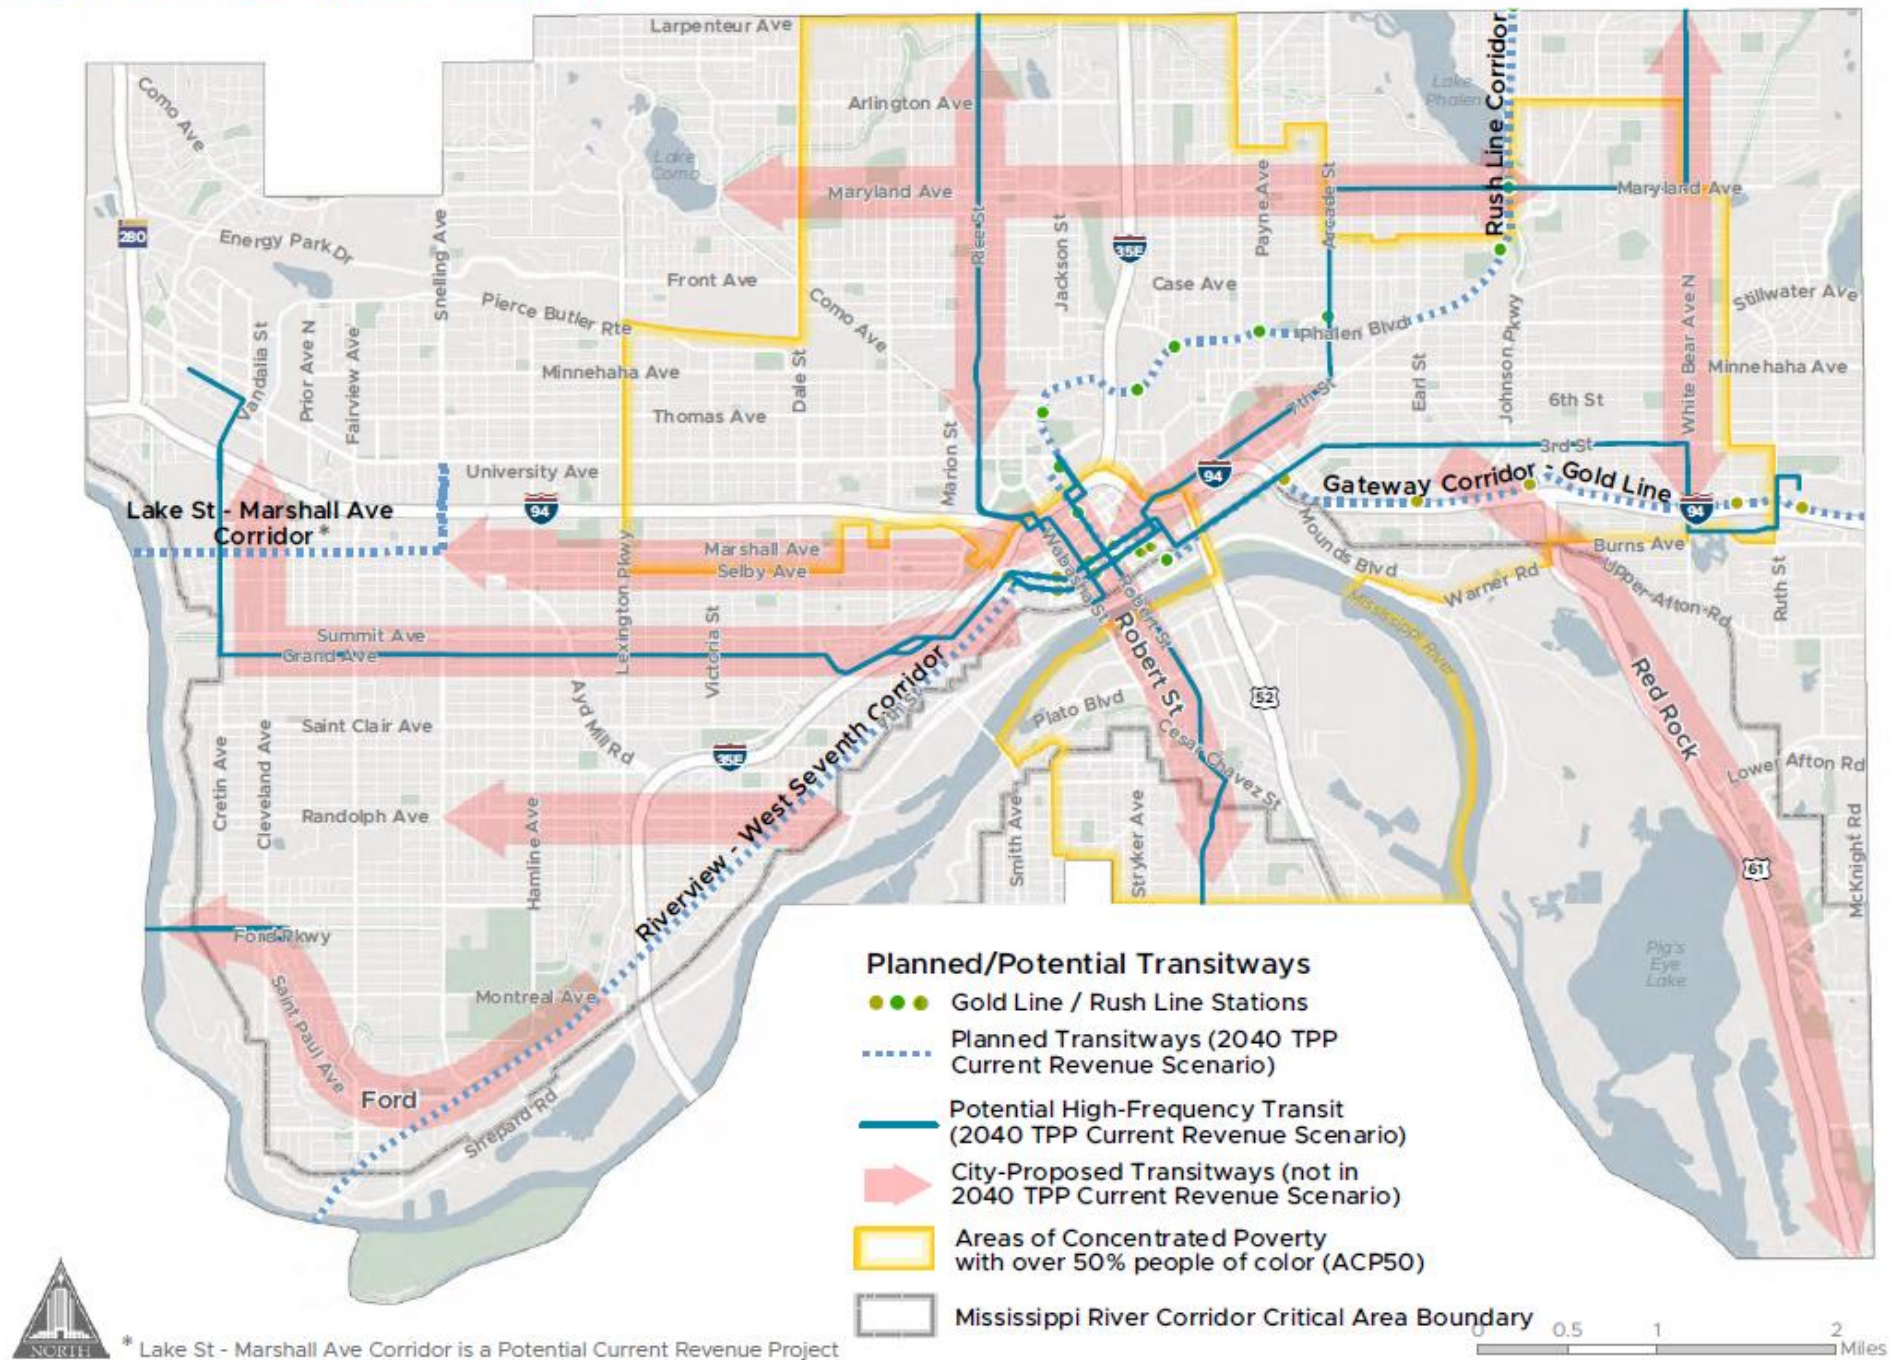 Larpenteur Ave
Como Ave
Arlington Ave
Lake
Phalen
Rush Line Corridor
Lake
Como
Maryland Ave
Maryland Ave
280
Energy Park Dr
Snelling Ave
Rice St
Jackson St
35E
Payne Ave
Arcade St
Front Ave
Case Ave
Pierce Butler Rte
Como Ave
Stillwater Ave
Vandalia St
Prior Ave N
Fairview Ave
Minnehaha Ave
Dale St
Phalen Blvd
Earl St
Johnson Pkwy
White Bear Ave N
Minnehaha Ave
Thomas Ave
7th St
6th St
Marion St
University Ave
3rd St
94
94
Gateway Corridor - Gold Line
94
Lake St - Marshall Ave
Corridor *
Marshall Ave
Selby Ave
Lexington Pkwy
Wabasha St
Robert St
Mounds Blvd
Burns Ave
Warner Rd
Upper Afton Rd
Ruth St
Mississippi River
Summit Ave
Grand Ave
Victoria St
Robert St
52
Red Rock
Ayd Mill Rd
7th St
Plato Blvd
Cesar Chavez St
Saint Clair Ave
35E
Riverview - West Seventh Corridor
Lower Afton Rd
Cretin Ave
Cleveland Ave
Randolph Ave
Hamline Ave
Smith Ave
Stryker Ave
61
McKnight Rd
Ford Pkwy
Saint Paul Ave
Montreal Ave
Ford
Shepard Rd
Pig's
Eye
Lake
Planned/Potential Transitways
Gold Line / Rush Line Stations
Planned Transitways (2040 TPP
Current Revenue Scenario)
Potential High-Frequency Transit
(2040 TPP Current Revenue Scenario)
City-Proposed Transitways (not in
2040 TPP Current Revenue Scenario)
Areas of Concentrated Poverty
with over 50% people of color (ACP50)
Mississippi River Corridor Critical Area Boundary
NORTH
* Lake St - Marshall Ave Corridor is a Potential Current Revenue Project
0 0.5 1 2
Miles